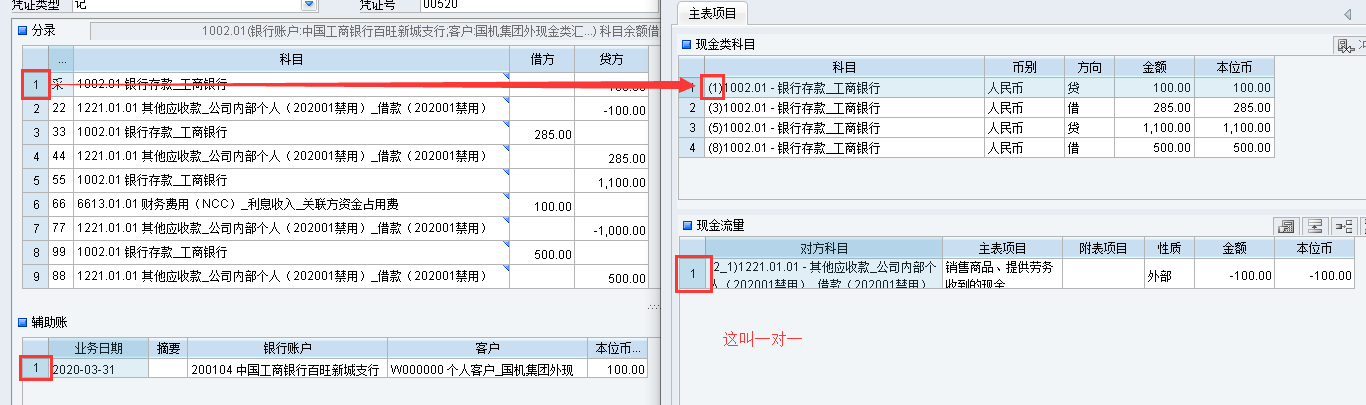 凭证类型 记 凭证号 00520
分录 1002.01(银行账户:中国工商银行百旺新城支行;客户:国机集团外现金类汇...) 科目余额借
... 科目 借方 贷方
1 采 1002.01 银行存款_工商银行 100.00
2 22 1221.01.01 其他应收款_公司内部个人（202001禁用）_借款（202001禁用） -100.00
3 33 1002.01 银行存款_工商银行 285.00
4 44 1221.01.01 其他应收款_公司内部个人（202001禁用）_借款（202001禁用） 285.00
5 55 1002.01 银行存款_工商银行 1,100.00
6 66 6613.01.01 财务费用（NCC）_利息收入_关联方资金占用费 100.00
7 77 1221.01.01 其他应收款_公司内部个人（202001禁用）_借款（202001禁用） -1,000.00
8 99 1002.01 银行存款_工商银行 500.00
9 88 1221.01.01 其他应收款_公司内部个人（202001禁用）_借款（202001禁用） 500.00
辅助账
业务日期 摘要 银行账户 客户 本位币...
1 2020-03-31 200104 中国工商银行百旺新城支行 W000000 个人客户_国机集团外现 100.00
主表项目
现金类科目
科目 币别 方向 金额 本位币
1 (1)1002.01 - 银行存款_工商银行 人民币 贷 100.00 100.00
2 (3)1002.01 - 银行存款_工商银行 人民币 借 285.00 285.00
3 (5)1002.01 - 银行存款_工商银行 人民币 贷 1,100.00 1,100.00
4 (8)1002.01 - 银行存款_工商银行 人民币 借 500.00 500.00
现金流量
对方科目 主表项目 附表项目 性质 金额 本位币
1 2_1)1221.01.01 - 其他应收款_公司内部个 销售商品、提供劳务 外部 -100.00 -100.00
人（202001禁用）_借款（202001禁用） 收到的现金
这叫一对一